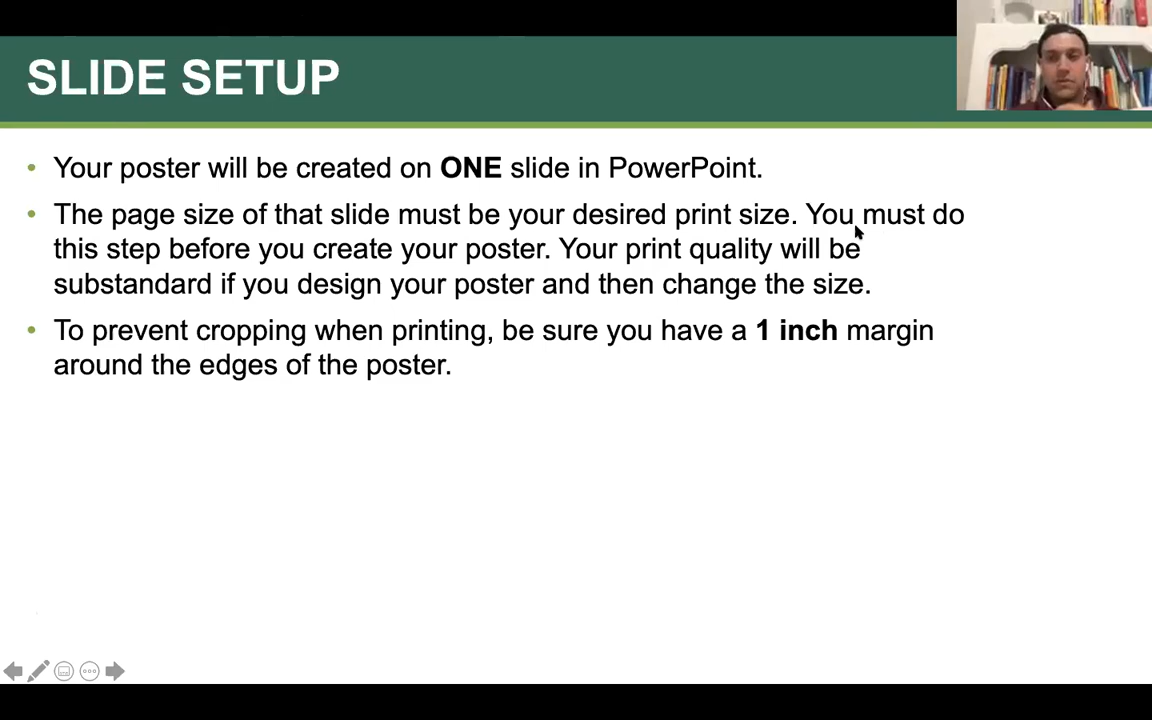 SLIDE SETUP
• Your poster will be created on ONE slide in PowerPoint.
• The page size of that slide must be your desired print size. You must do
this step before you create your poster. Your print quality will be
substandard if you design your poster and then change the size.
• To prevent cropping when printing, be sure you have a 1 inch margin
around the edges of the poster.